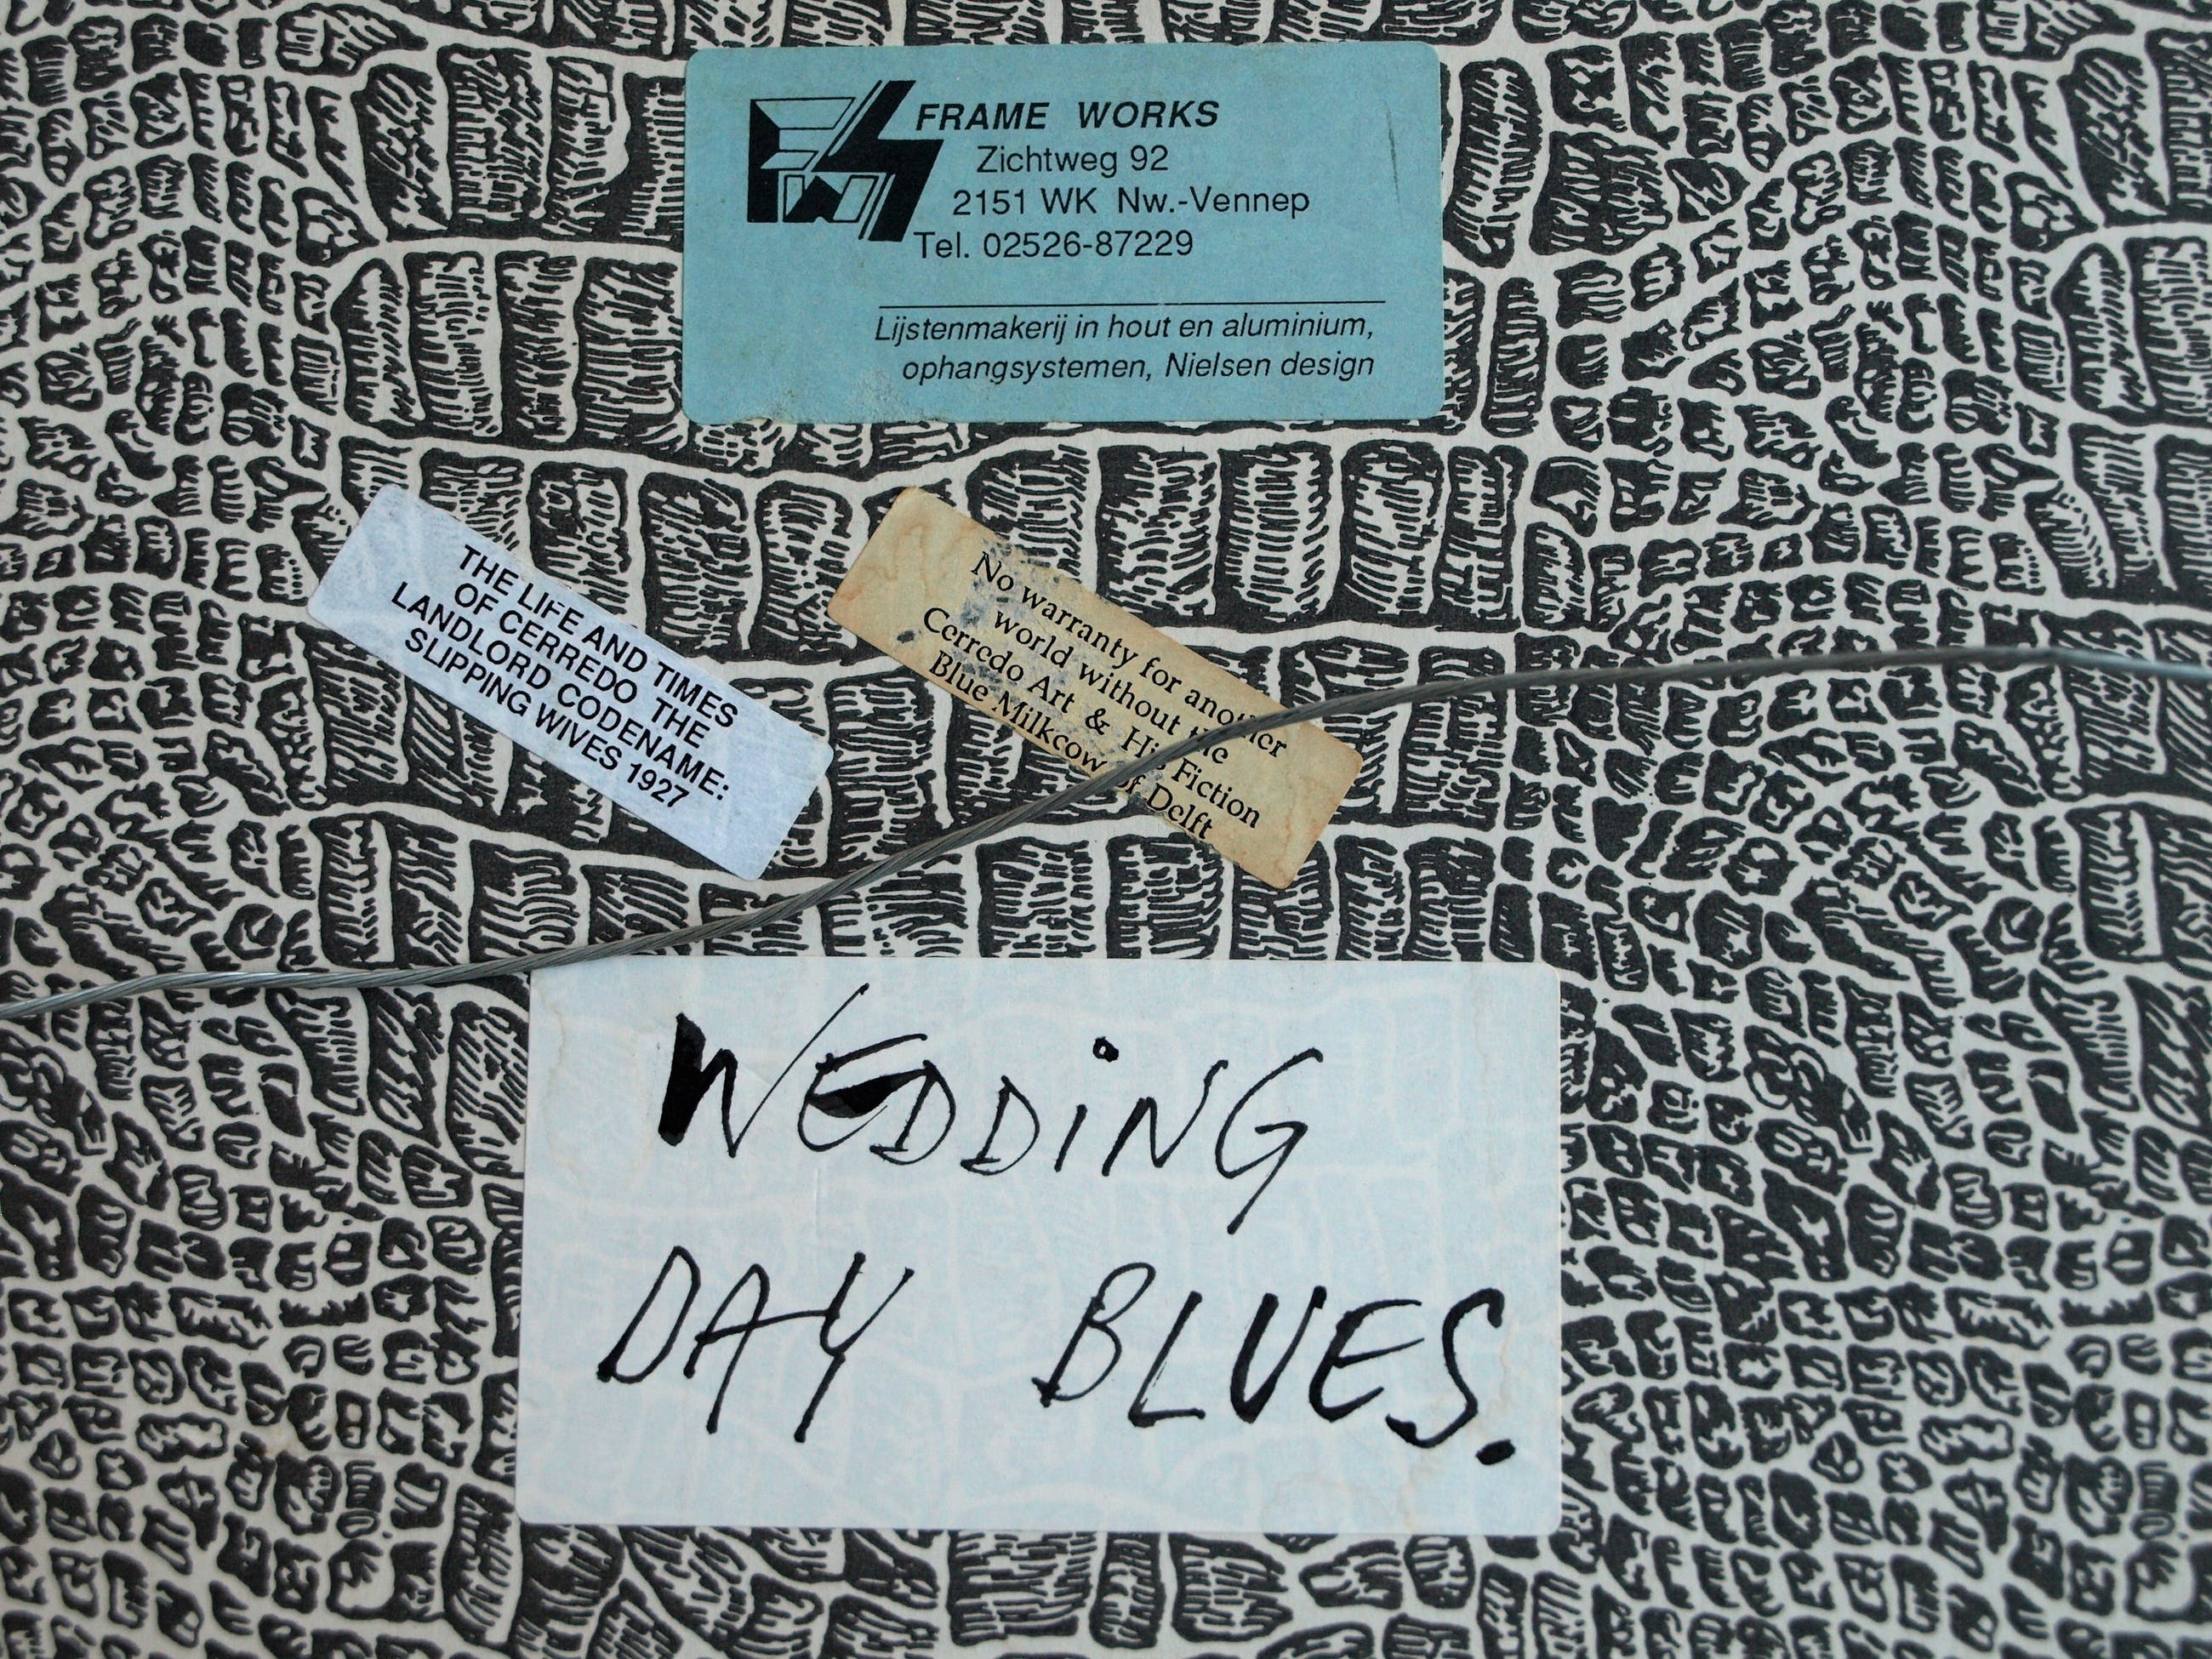 FRAME WORKS
Zichtweg 92
2151 WK Nw.-Vennep
Tel. 02526-87229
Lijstenmakerij in hout en aluminium,
ophangsystemen, Nielsen design
THE LIFE AND TIMES
OF CERREDO THE
LANDLORD CODENAME:
SLIPPING WIVES 1927
No warranty for another
world without the
Cerredo Art & His Fiction
Blue Milkcow of Delft
WEDDiNG
DAY BLUES.